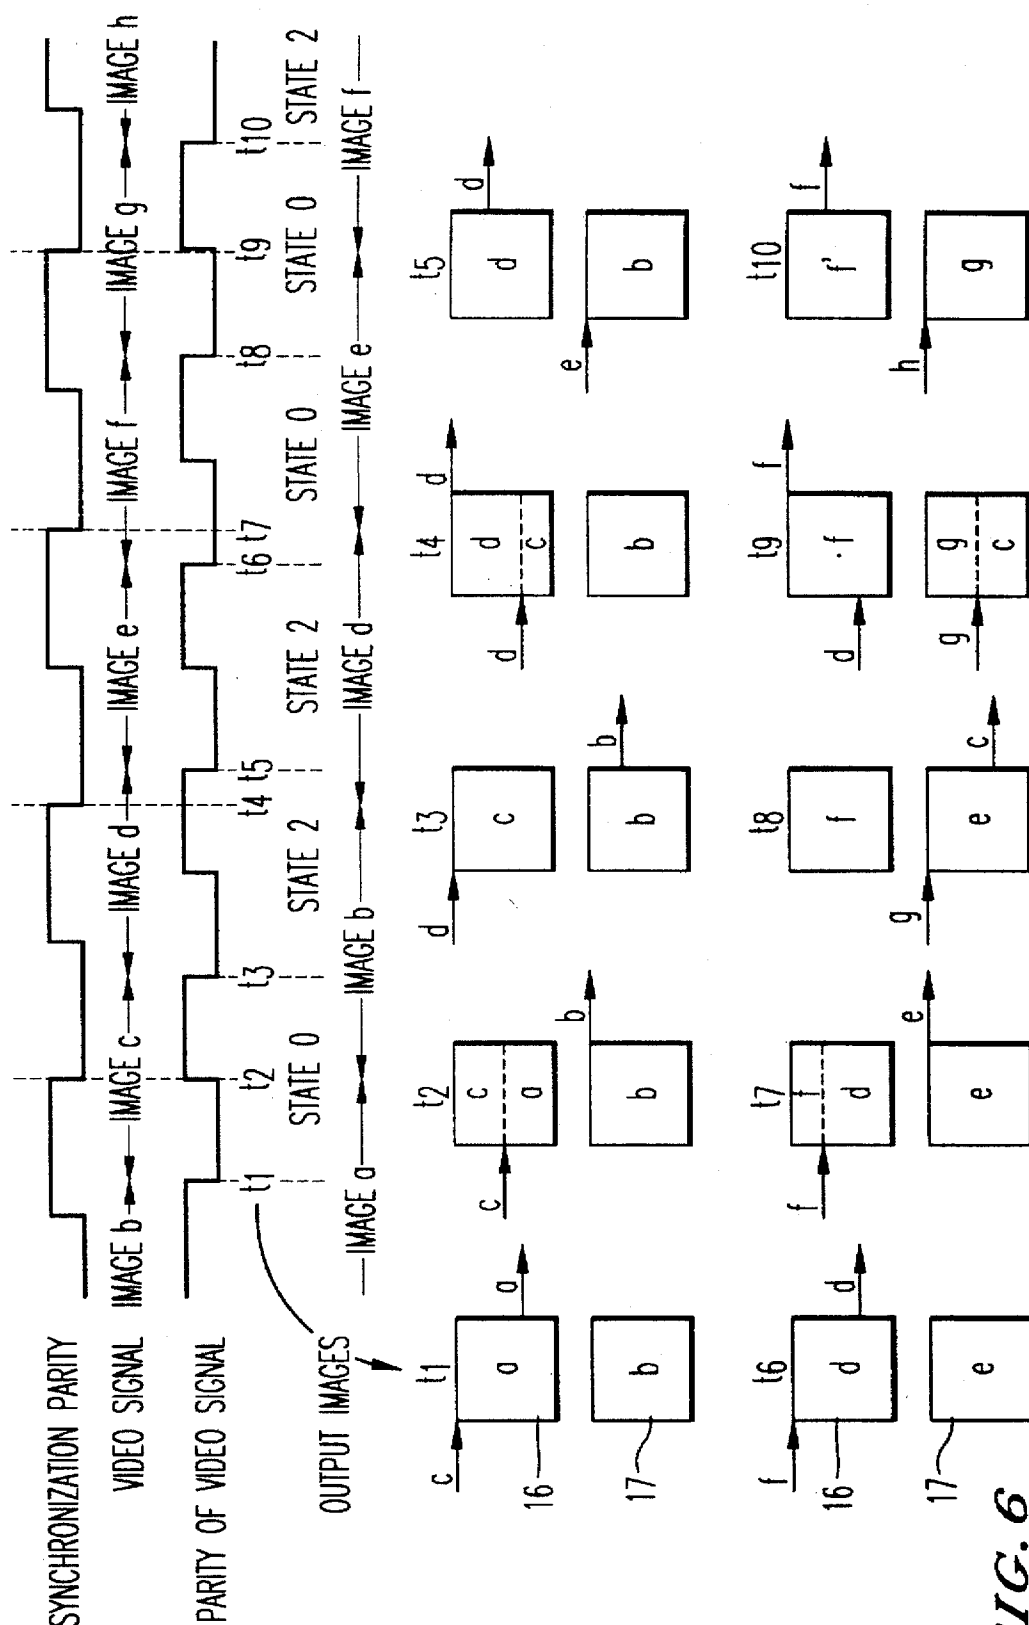 SYNCHRONIZATION PARITY
VIDEO SIGNAL IMAGE b IMAGE c IMAGE d IMAGE e IMAGE f IMAGE g IMAGE h
PARITY OF VIDEO SIGNAL
t1 t2 t3 t4 t5 t6 t7 t8 t9 t10
STATE 0 STATE 2 STATE 2 STATE 0 STATE 0 STATE 2
OUTPUT IMAGES IMAGE a IMAGE b IMAGE d IMAGE e IMAGE f
t1 t2 t3 t4 t5
c a a c c a d c d d c d d d
16
b b b b b b e b
17
t6 t7 t8 t9 t10
f d d f f d f d f f f' f
16
e e e g e c g g c h g
17
IG. 6